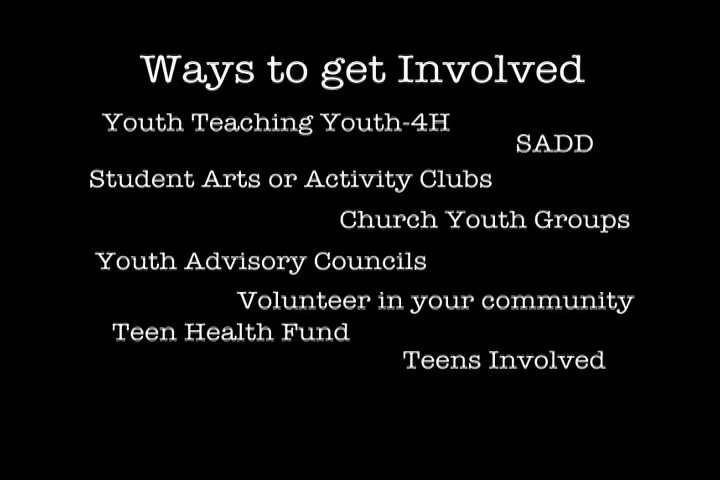 Ways to get Involved
Youth Teaching Youth-4H
SADD
Student Arts or Activity Clubs
Church Youth Groups
Youth Advisory Councils
Volunteer in your community
Teen Health Fund
Teens Involved